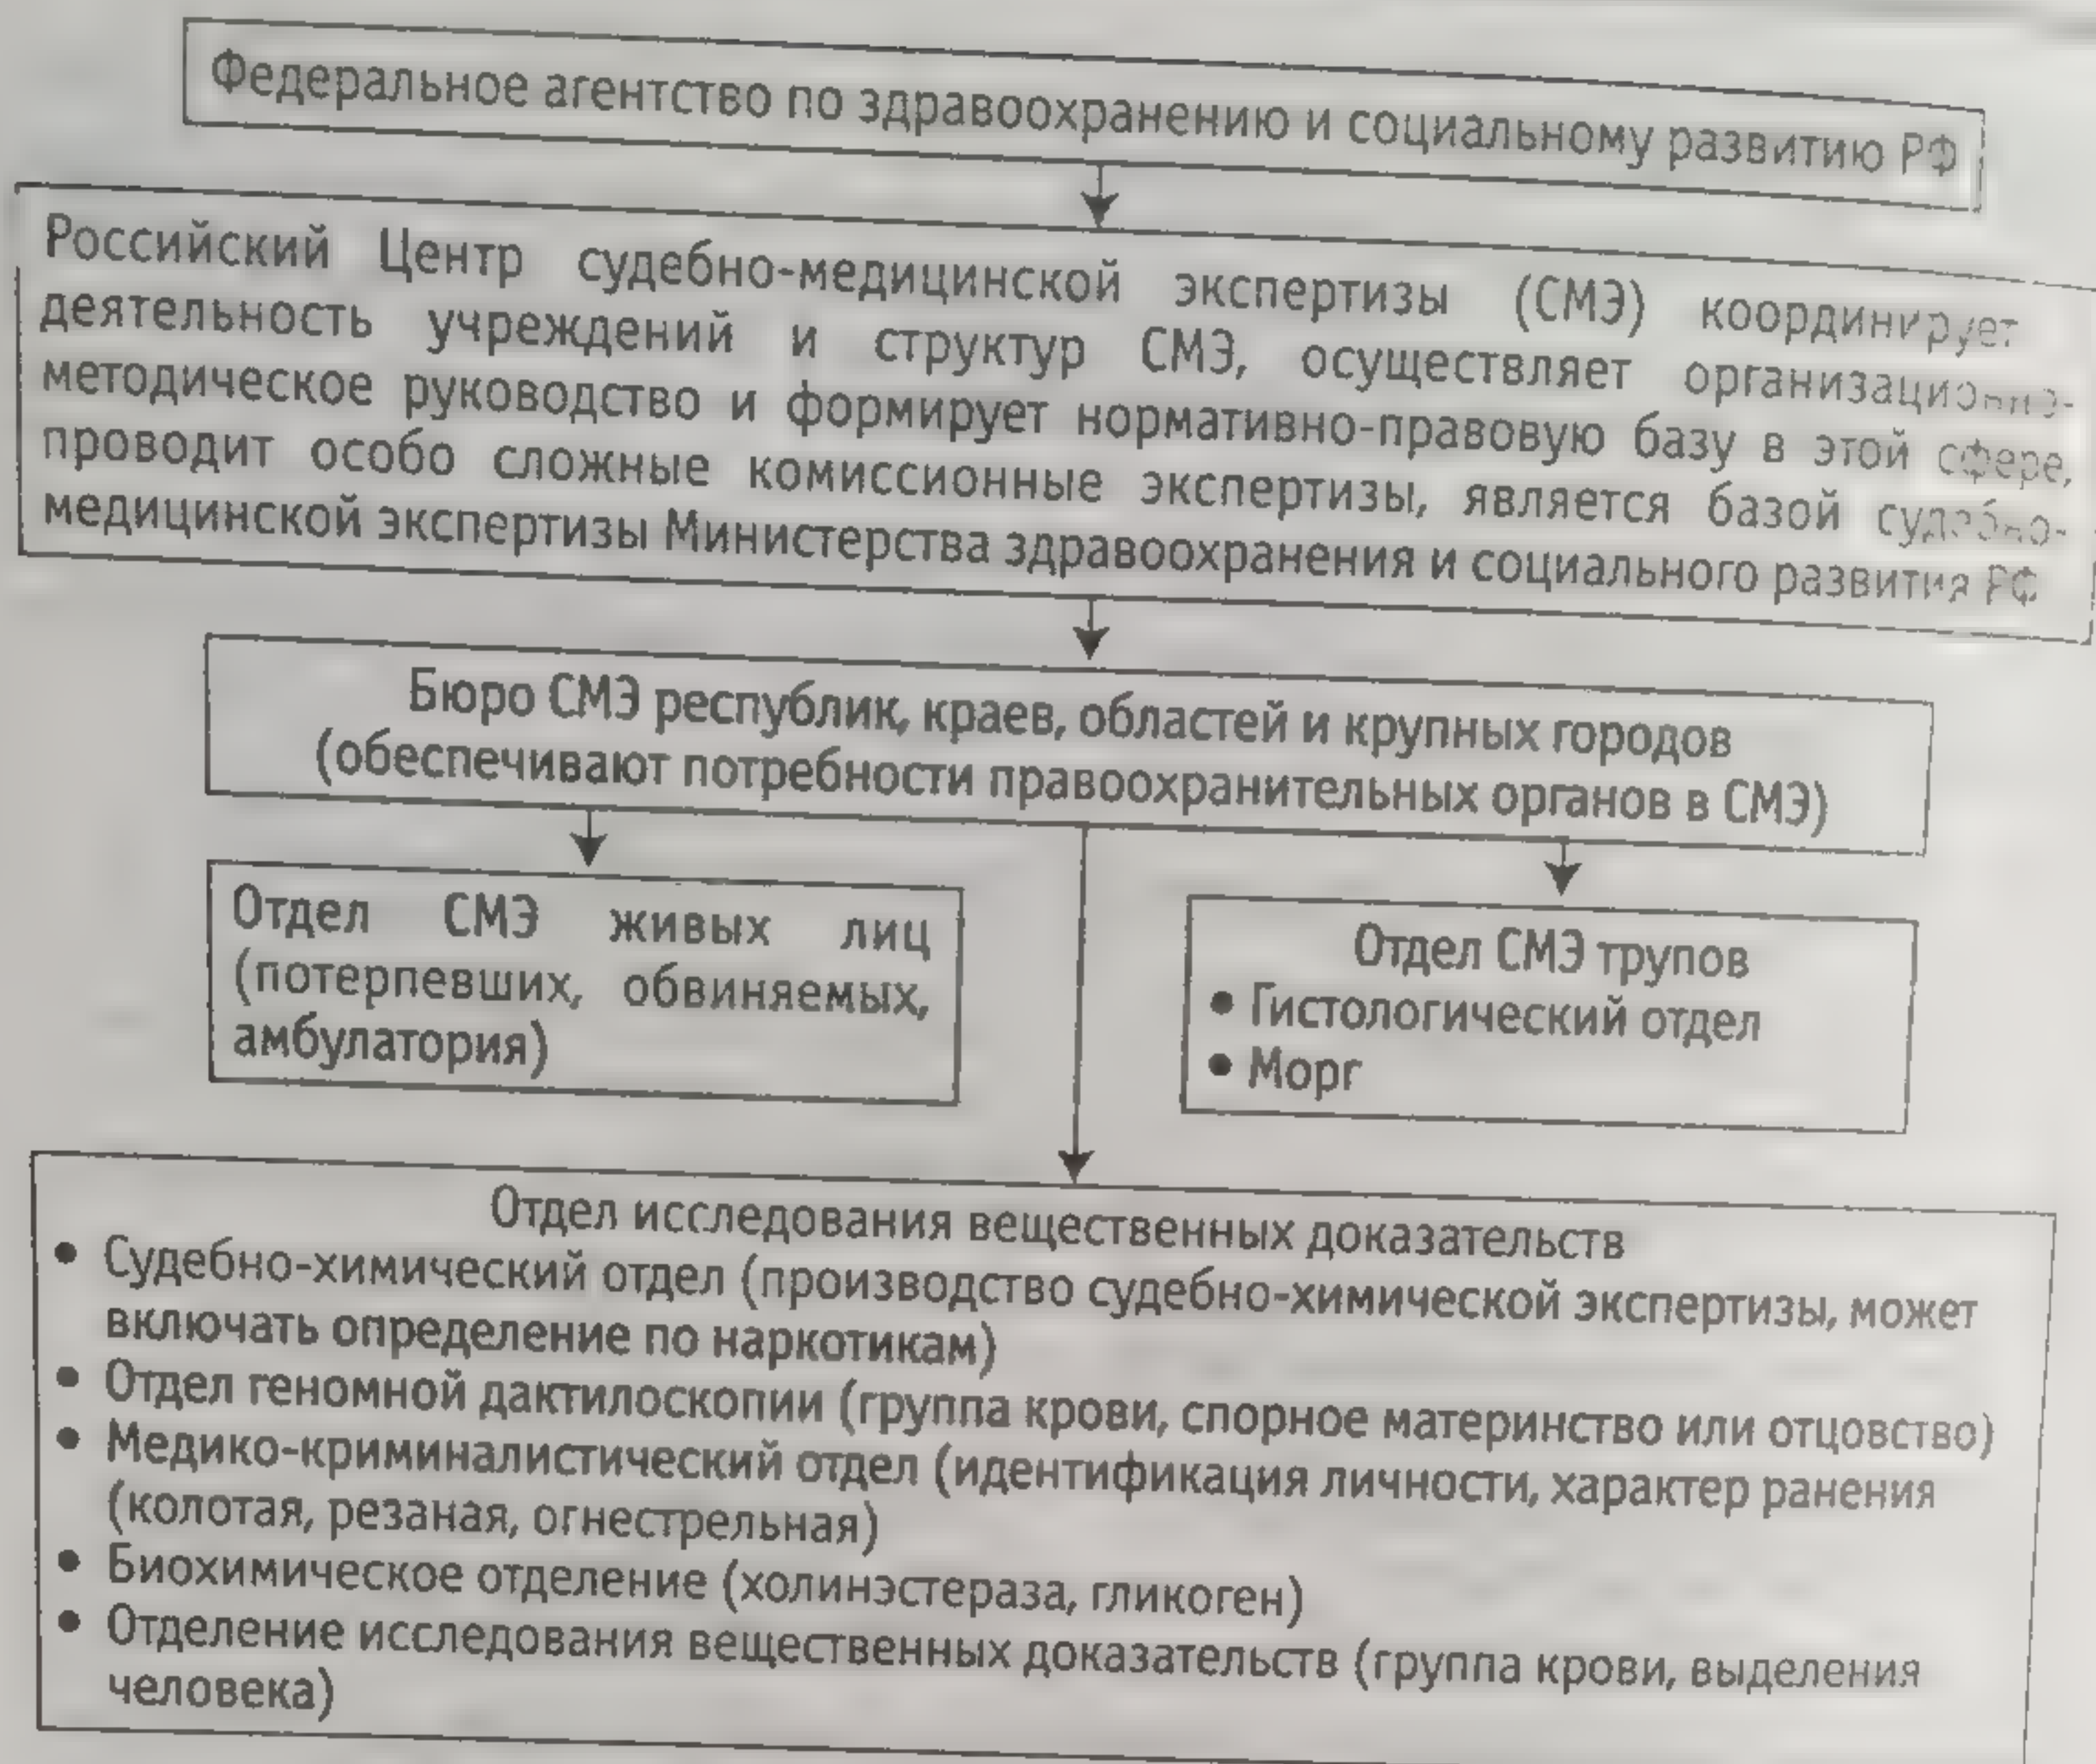 Федеральное агентство по здравоохранению и социальному развитию РФ
Российский Центр судебно-медицинской экспертизы (СМЭ) координирует
деятельность учреждений и структур СМЭ, осуществляет организационно-
методическое руководство и формирует нормативно-правовую базу в этой сфере,
проводит особо сложные комиссионные экспертизы, является базой судебно-
медицинской экспертизы Министерства здравоохранения и социального развития РФ
Бюро СМЭ республик, краев, областей и крупных городов
(обеспечивают потребности правоохранительных органов в СМЭ)
Отдел СМЭ живых лиц
(потерпевших, обвиняемых,
амбулатория)
Отдел СМЭ трупов
• Гистологический отдел
• Морг
Отдел исследования вещественных доказательств
• Судебно-химический отдел (производство судебно-химической экспертизы, может
включать определение по наркотикам)
• Отдел геномной дактилоскопии (группа крови, спорное материнство или отцовство)
• Медико-криминалистический отдел (идентификация личности, характер ранения
(колотая, резаная, огнестрельная)
• Биохимическое отделение (холинэстераза, гликоген)
• Отделение исследования вещественных доказательств (группа крови, выделения
человека)